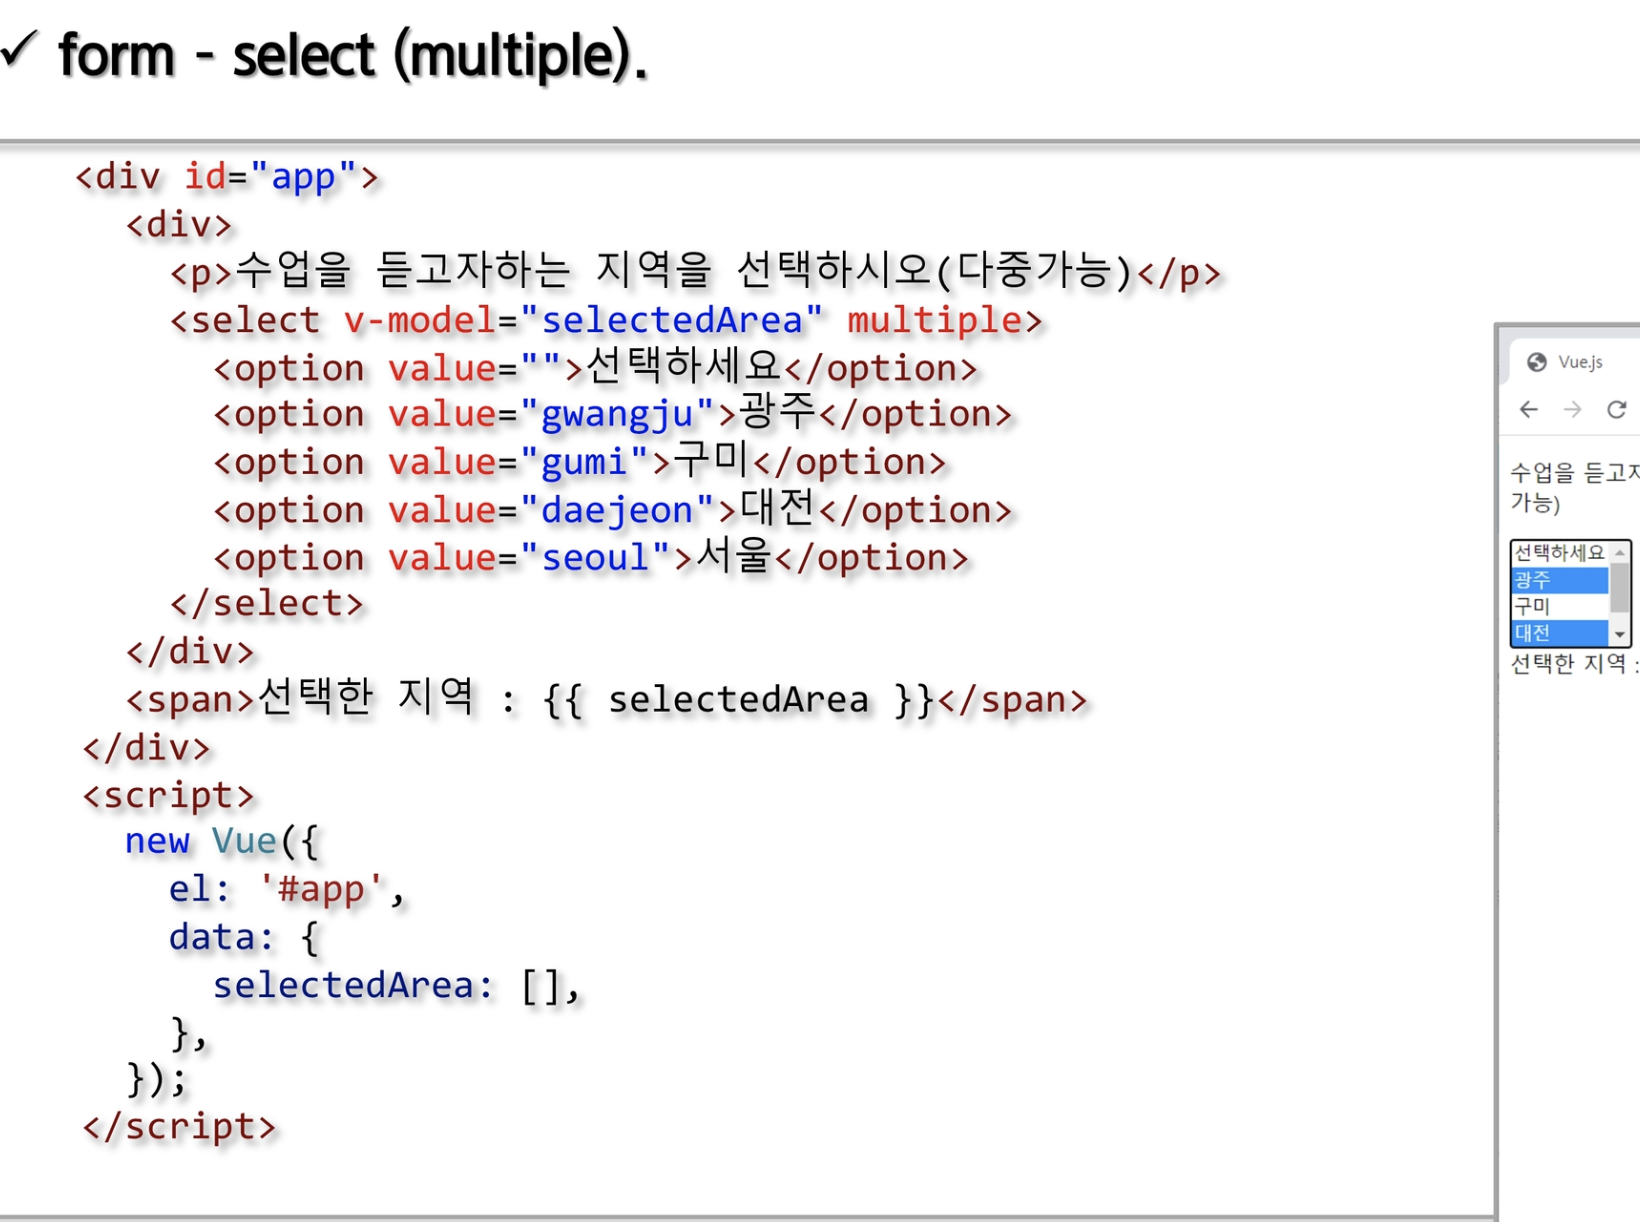 ✓ form - select (multiple).
<div id="app">
<div>
<p>수업을 듣고자하는 지역을 선택하시오(다중가능)</p>
<select v-model="selectedArea" multiple>
<option value="">선택하세요</option>
<option value="gwangju">광주</option>
<option value="gumi">구미</option>
<option value="daejeon">대전</option>
<option value="seoul">서울</option>
</select>
</div>
<span>선택한 지역 : {{ selectedArea }}</span>
</div>
<script>
new Vue({
el: '#app',
data: {
selectedArea: [],
},
});
</script>
Vue.js
수업을 듣고자
가능)
선택하세요
광주
구미
대전
선택한 지역 :